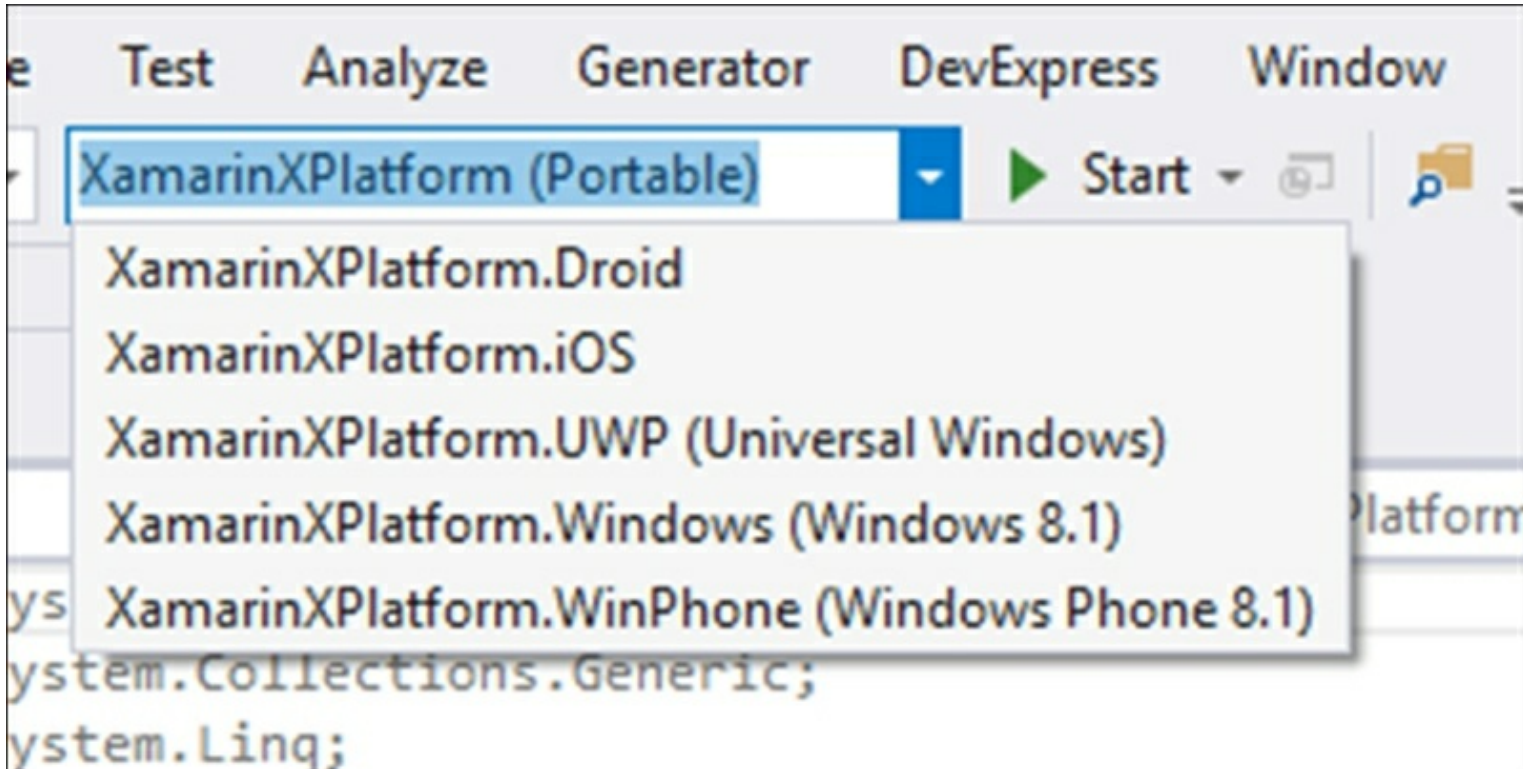 e Test Analyze Generator DevExpress Window
XamarinXPlatform (Portable) Start
XamarinXPlatform.Droid
XamarinXPlatform.iOS
XamarinXPlatform.UWP (Universal Windows)
XamarinXPlatform.Windows (Windows 8.1)
Platform
XamarinXPlatform.WinPhone (Windows Phone 8.1)
ys
ystem.Collections.Generic;
ystem.Linq;